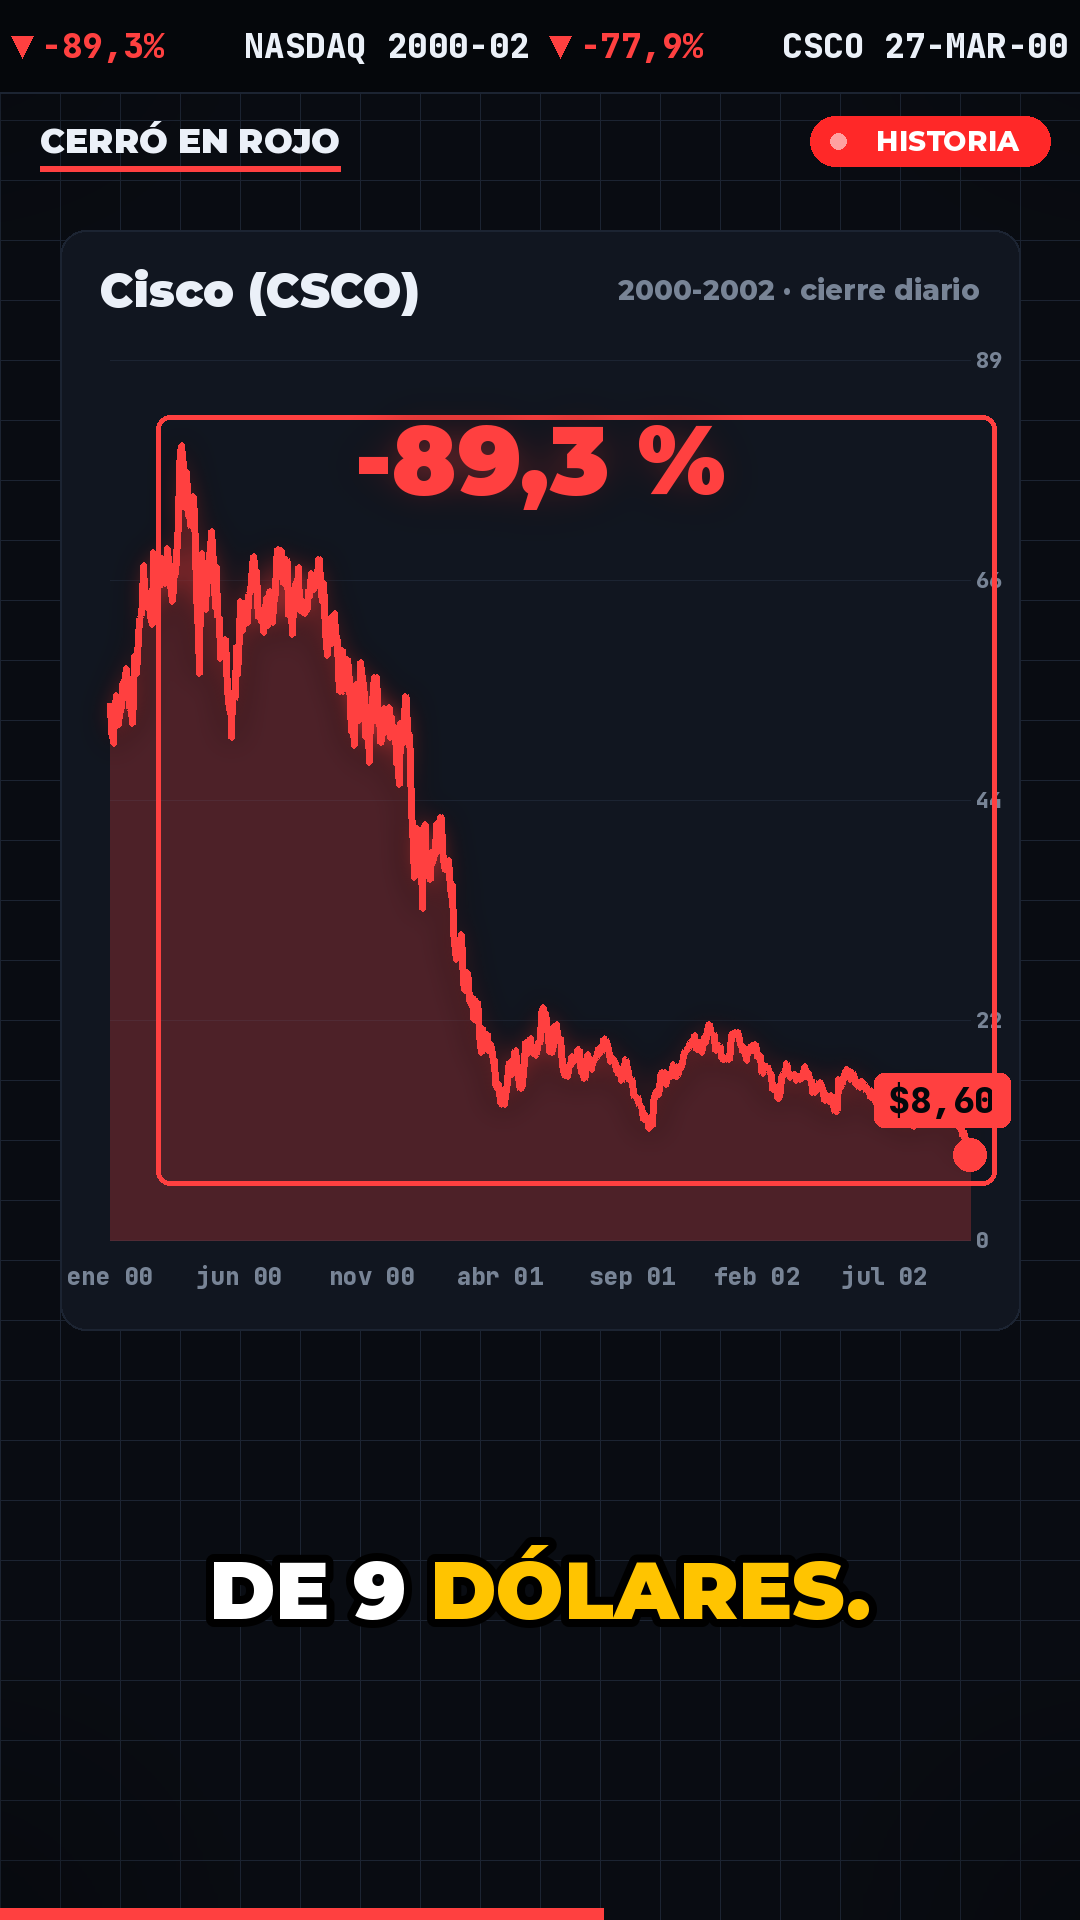 ▼-89,3% NASDAQ 2000-02 ▼-77,9% CSCO 27-MAR-00
CERRÓ EN ROJO
HISTORIA
Cisco (CSCO)
2000-2002 · cierre diario
89
-89,3 %
66
44
22
$8,60
0
ene 00 jun 00 nov 00 abr 01 sep 01 feb 02 jul 02
DE 9 DÓLARES.